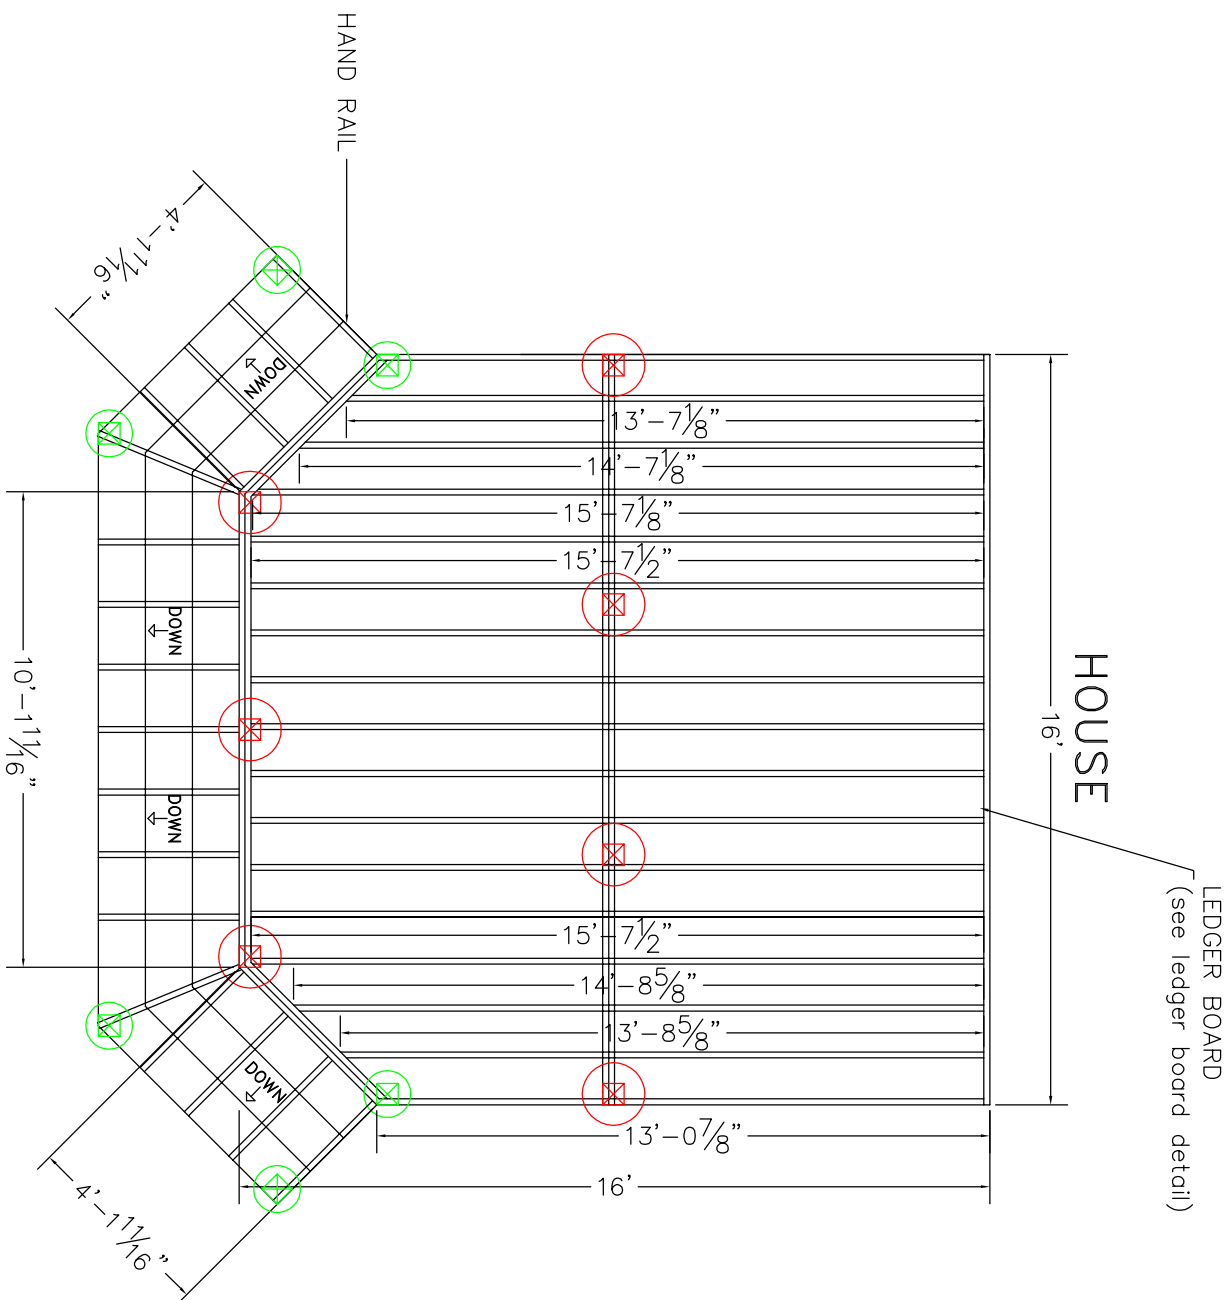 HAND RAIL
4'-1 11/16"
DOWN
13'-7 1/8"
14'-7 1/8"
15'-7 1/8"
15'-7 1/2"
HOUSE
16'
DOWN
10'-1 11/16"
DOWN
LEDGER BOARD
(see ledger board detail)
15'-7 1/2"
14'-8 5/8"
13'-8 5/8"
DOWN
13'-0 7/8"
16'
4'-1 11/16"